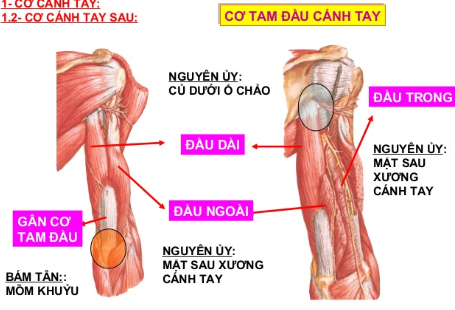 1- CƠ CÁNH TAY:
1.2- CƠ CÁNH TAY SAU:
CƠ TAM ĐẦU CÁNH TAY
NGUYÊN ỦY:
CỦ DƯỚI Ổ CHẢO
ĐẦU TRONG
ĐẦU DÀI
NGUYÊN ỦY:
MẶT SAU
XƯƠNG
CÁNH TAY
ĐẦU NGOÀI
GÂN CƠ
TAM ĐẦU
NGUYÊN ỦY:
MẶT SAU XƯƠNG
CÁNH TAY
BÁM TẬN::
MÕM KHUỶU